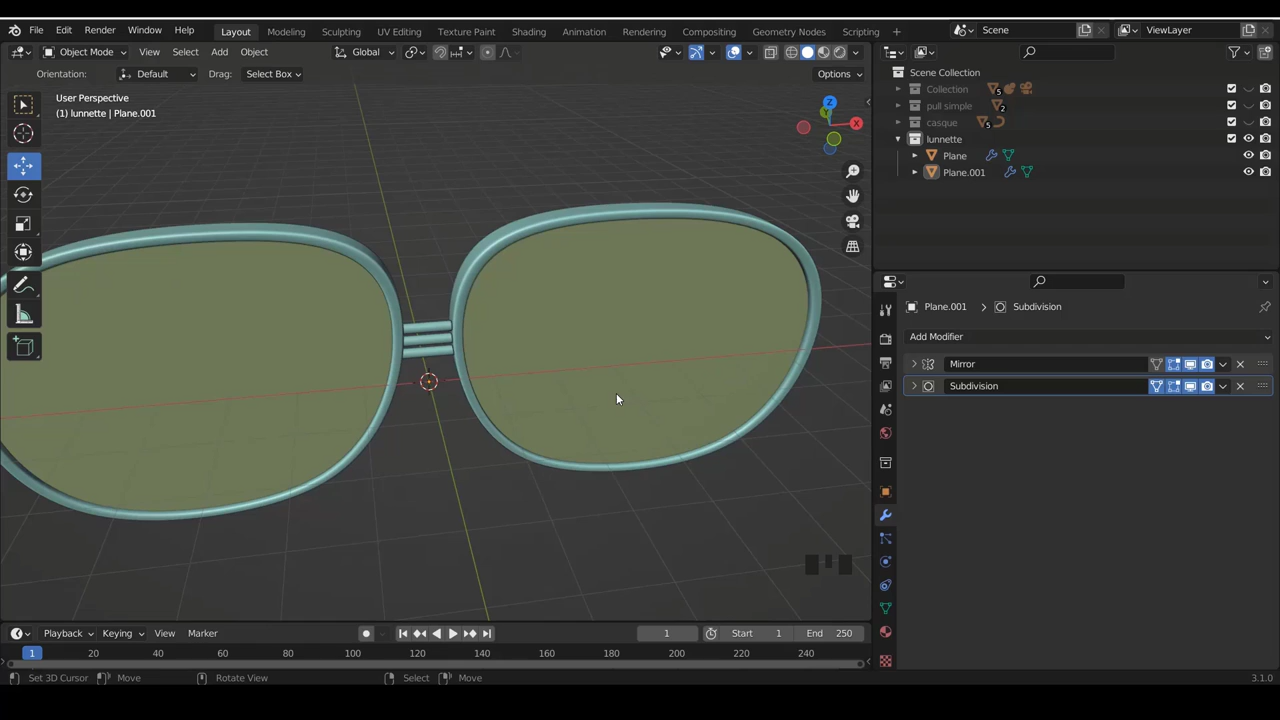 File Edit Render Window Help Layout Modeling Sculpting UV Editing Texture Paint Shading Animation Rendering Compositing Geometry Nodes Scripting + Scene ViewLayer
Object Mode View Select Add Object Global
Orientation: Default Drag: Select Box Options
User Perspective
(1) lunnette | Plane.001
Z
X
Scene Collection
Collection 5
pull simple 2
casque 5
lunnette
Plane
Plane.001
Plane.001 > Subdivision
Add Modifier
Mirror
Subdivision
Playback Keying View Marker 1 Start 1 End 250
1 20 40 60 80 100 120 140 160 180 200 220 240
Set 3D Cursor Move Rotate View Select Move 3.1.0